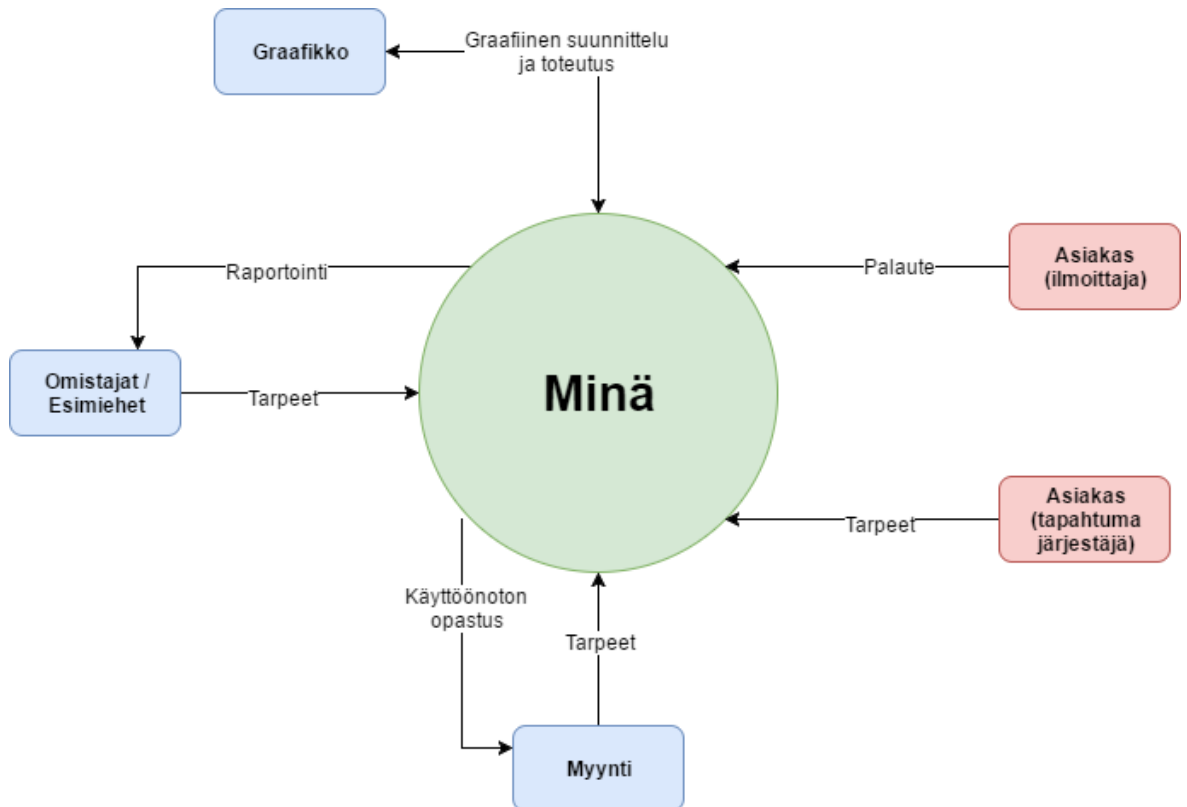 Graafikko
Graafiinen suunnittelu
ja toteutus
Raportointi
Palaute
Asiakas
(ilmoittaja)
Omistajat /
Esimiehet
Tarpeet
Minä
Asiakas
(tapahtuma
järjestäjä)
Tarpeet
Käyttöönoton
opastus
Tarpeet
Myynti